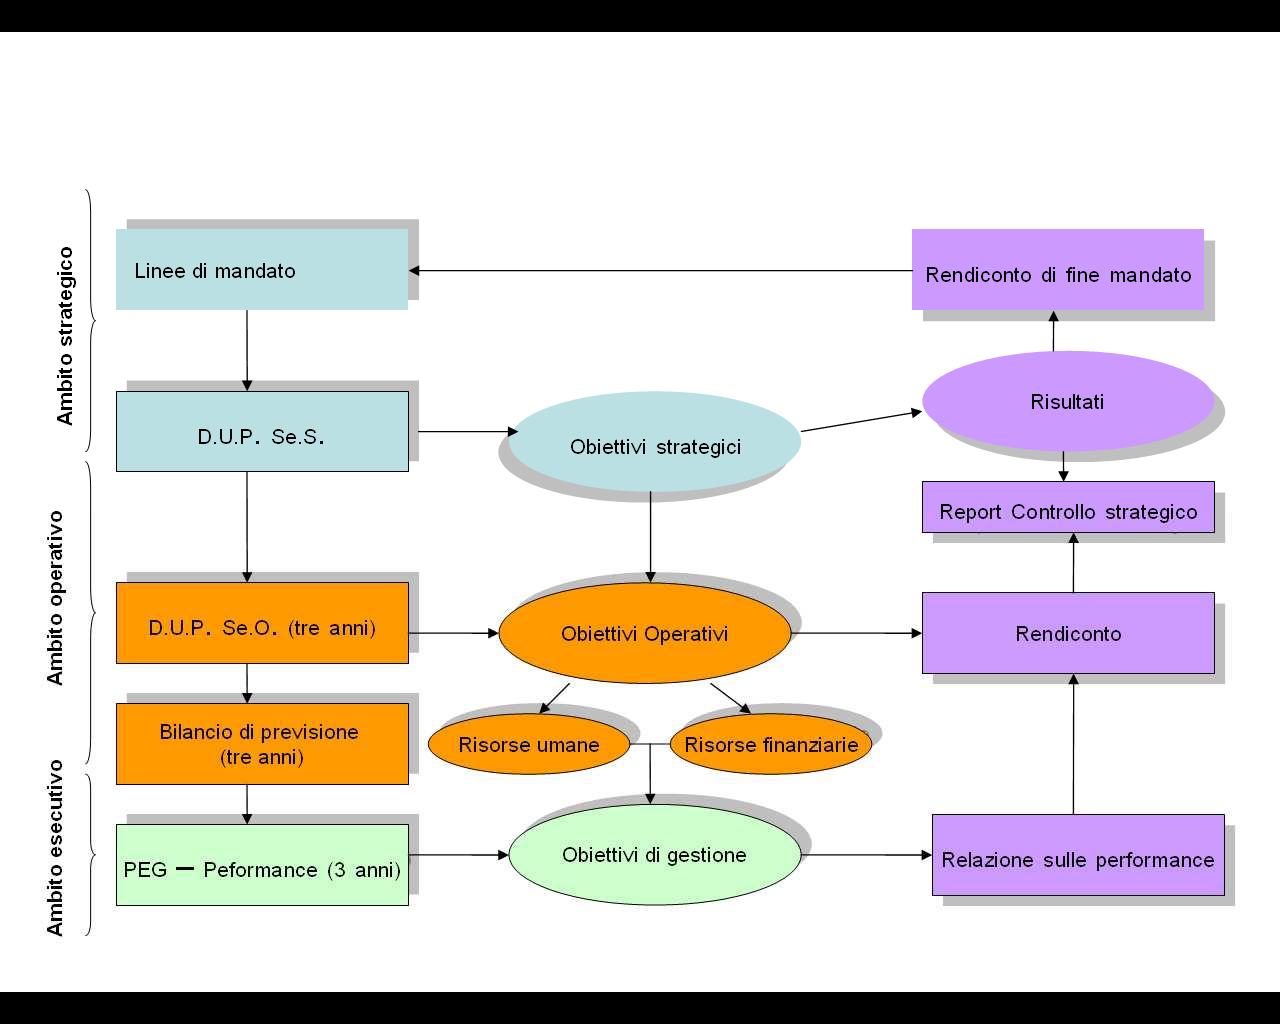 Ambito strategico
Linee di mandato
Rendiconto di fine mandato
D.U.P. Se.S.
Obiettivi strategici
Risultati
Report Controllo strategico
Ambito operativo
D.U.P. Se.O. (tre anni)
Obiettivi Operativi
Rendiconto
Bilancio di previsione
(tre anni)
Risorse umane
Risorse finanziarie
Ambito esecutivo
PEG – Peformance (3 anni)
Obiettivi di gestione
Relazione sulle performance